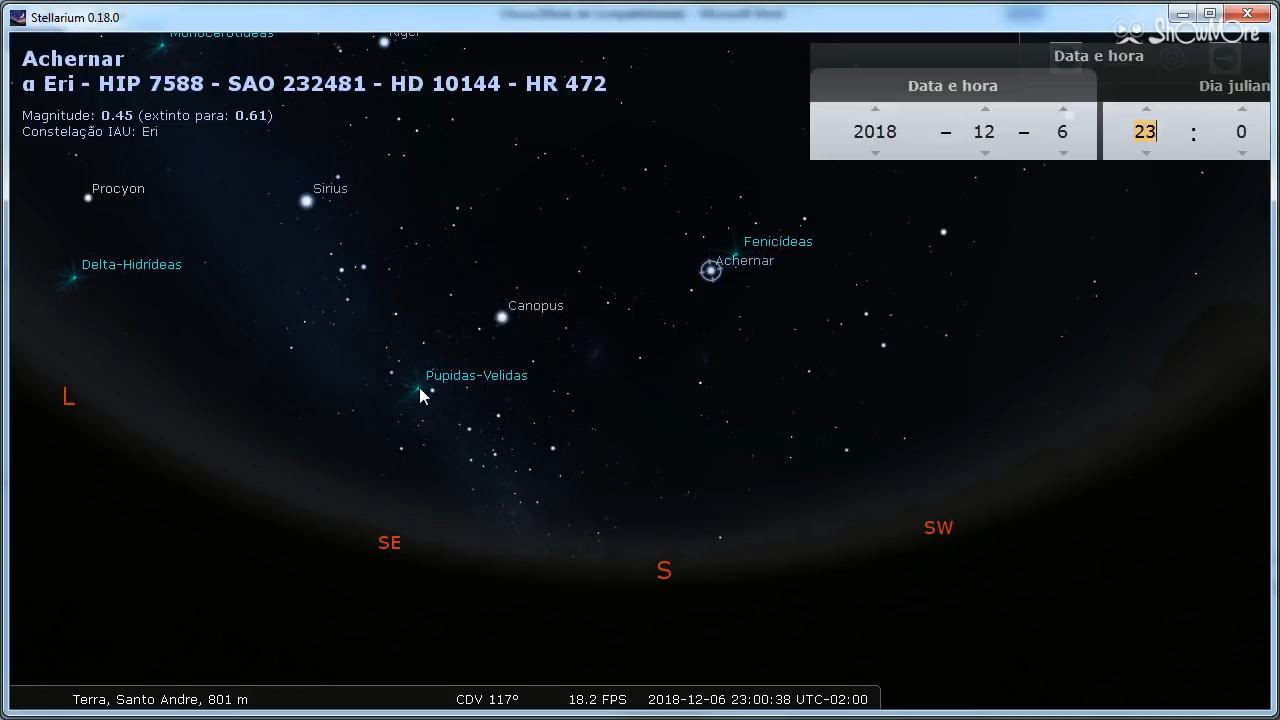 Stellarium 0.18.0
ShowMore
Monocerotídeas
Rigel
Achernar
α Eri - HIP 7588 - SAO 232481 - HD 10144 - HR 472
Magnitude: 0.45 (extinto para: 0.61)
Constelação IAU: Eri
Data e hora
Data e hora
Dia julian
2018 - 12 - 6
23 : 0
Procyon
Sirius
Fenicídeas
Delta-Hidrídeas
Achernar
Canopus
Pupidas-Velidas
L
SE
S
SW
Terra, Santo Andre, 801 m
CDV 117°
18.2 FPS
2018-12-06 23:00:38 UTC-02:00